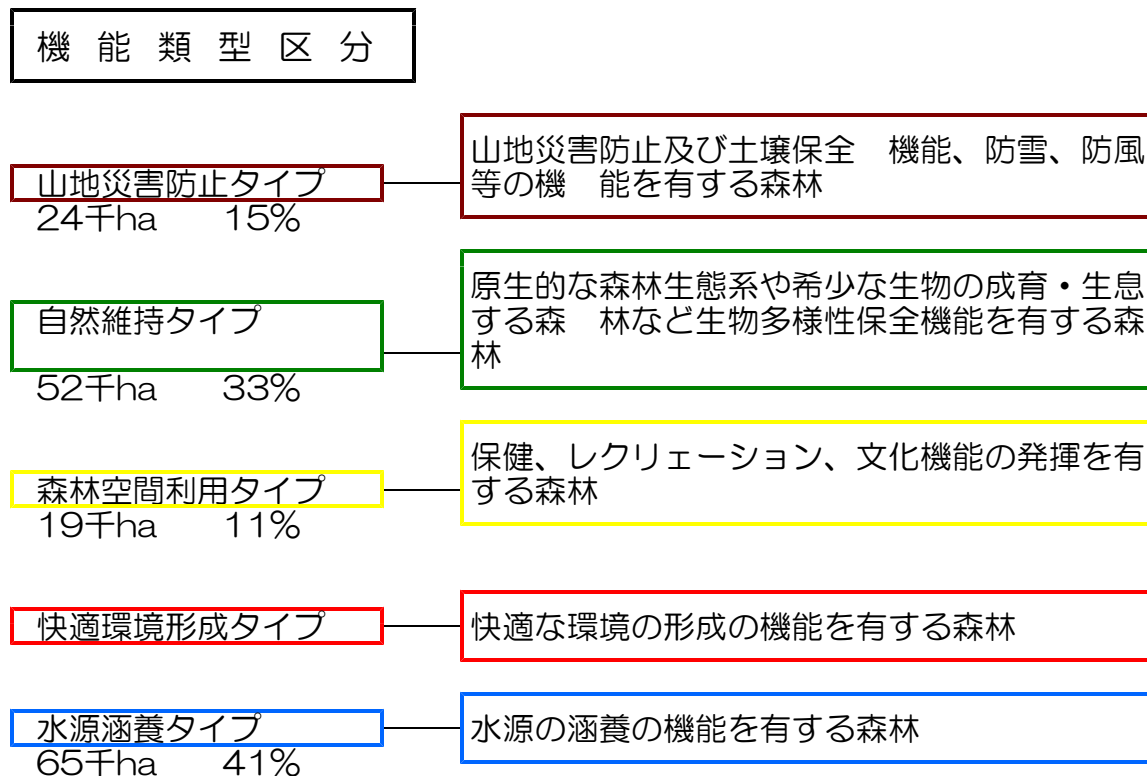 機能類型区分
山地災害防止タイプ
24千ha 15%
山地災害防止及び土壌保全 機能、防雪、防風
等の機 能を有する森林
自然維持タイプ
52千ha 33%
原生的な森林生態系や希少な生物の成育・生息
する森 林など生物多様性保全機能を有する森
林
森林空間利用タイプ
19千ha 11%
保健、レクリェーション、文化機能の発揮を有
する森林
快適環境形成タイプ
快適な環境の形成の機能を有する森林
水源涵養タイプ
65千ha 41%
水源の涵養の機能を有する森林